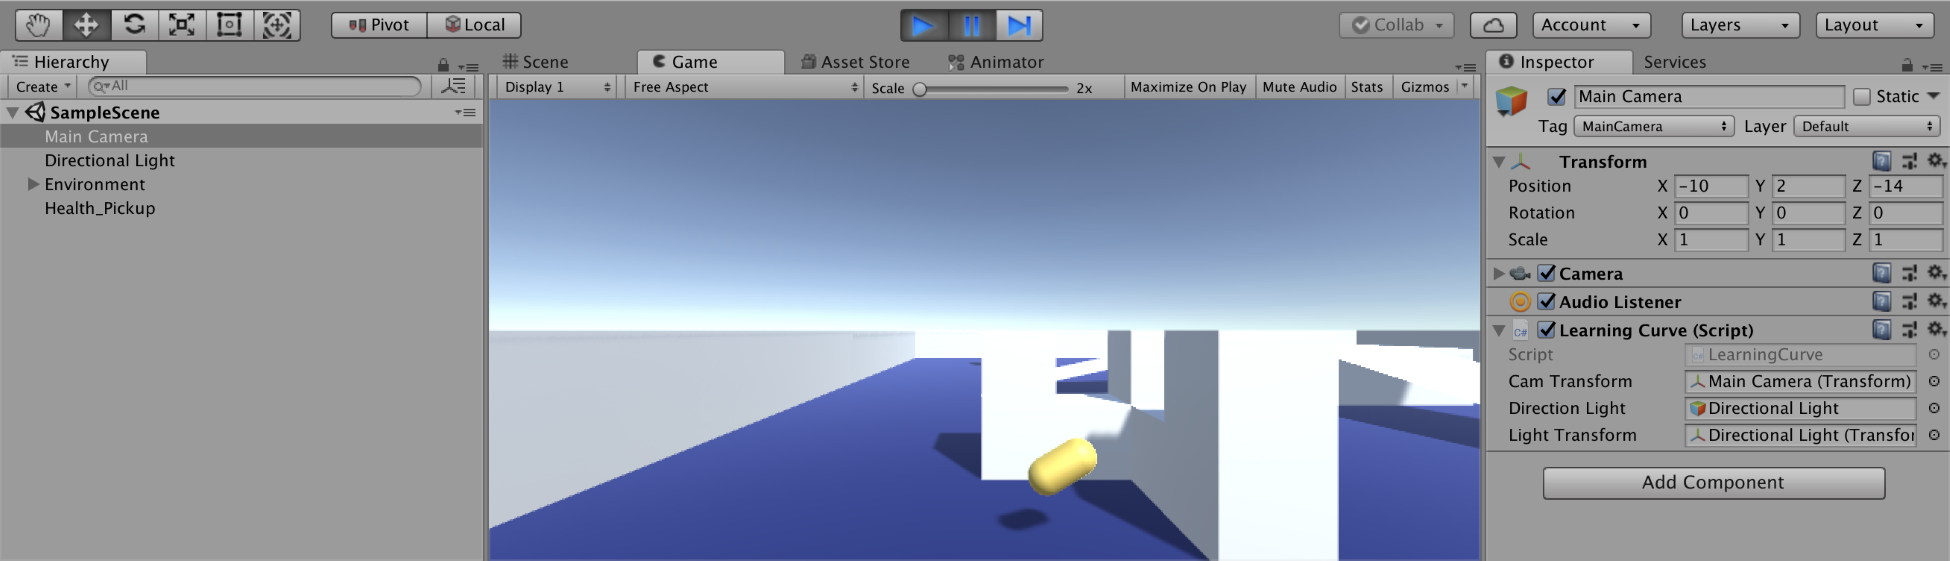 Pivot Local Collab Account Layers Layout
Hierarchy
Create All
SampleScene
Main Camera
Directional Light
Environment
Health_Pickup
Scene Game Asset Store Animator
Display 1 Free Aspect Scale 2x Maximize On Play Mute Audio Stats Gizmos
Inspector Services
Main Camera Static
Tag MainCamera Layer Default
Transform
Position X -10 Y 2 Z -14
Rotation X 0 Y 0 Z 0
Scale X 1 Y 1 Z 1
Camera
Audio Listener
C# Learning Curve (Script)
Script LearningCurve
Cam Transform Main Camera (Transform)
Direction Light Directional Light
Light Transform Directional Light (Transfor
Add Component